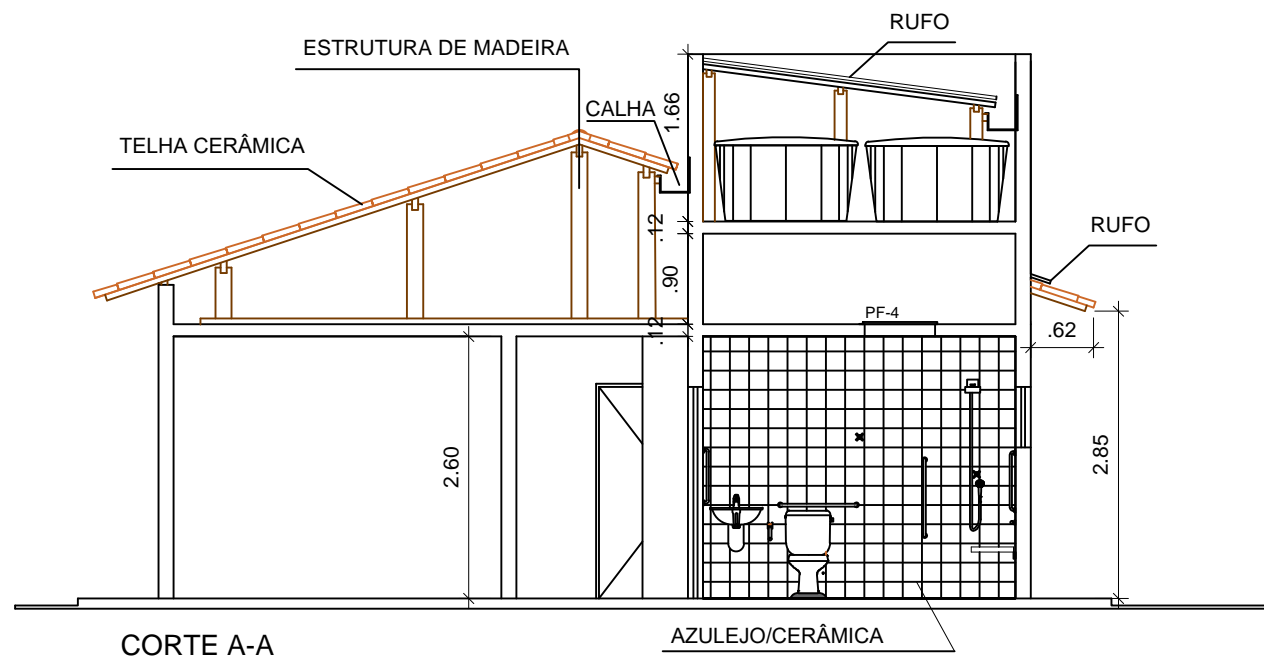 RUFO
ESTRUTURA DE MADEIRA
CALHA
1.66
TELHA CERÂMICA
.12
RUFO
.90
PF-4
.12
.62
2.60
2.85
AZULEJO/CERÂMICA
CORTE A-A